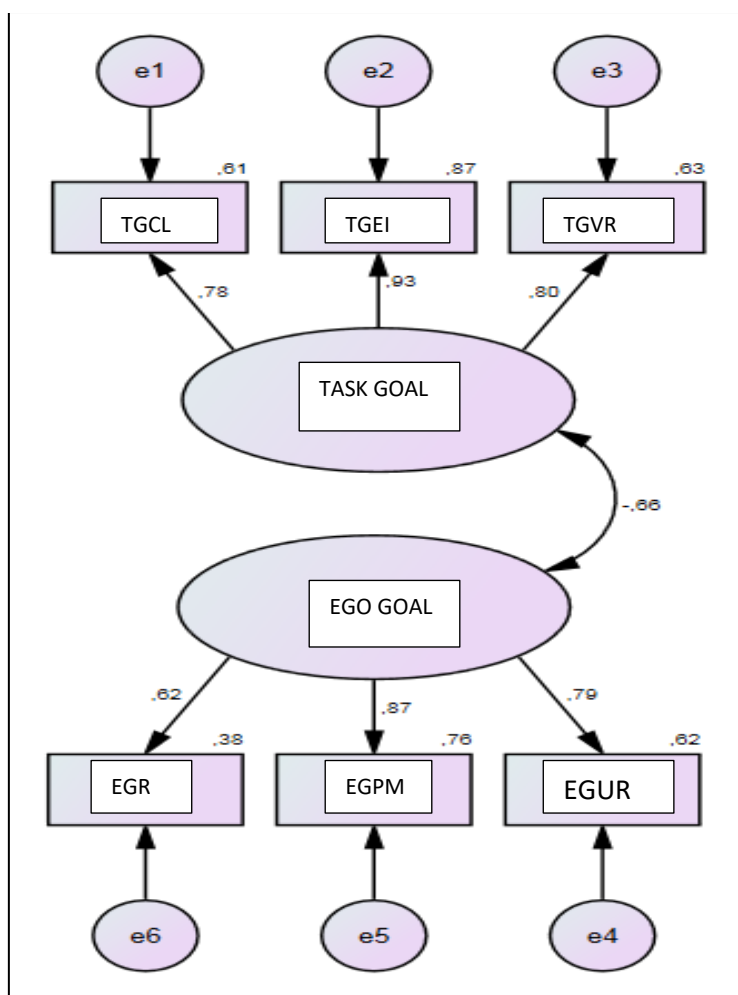 e1 e2 e3
,61 ,87 ,63
TGCL TGEI TGVR
,78 ,93 ,80
TASK GOAL
-,66
EGO GOAL
,62 ,87 ,79
,38 ,76 ,62
EGR EGPM EGUR
e6 e5 e4